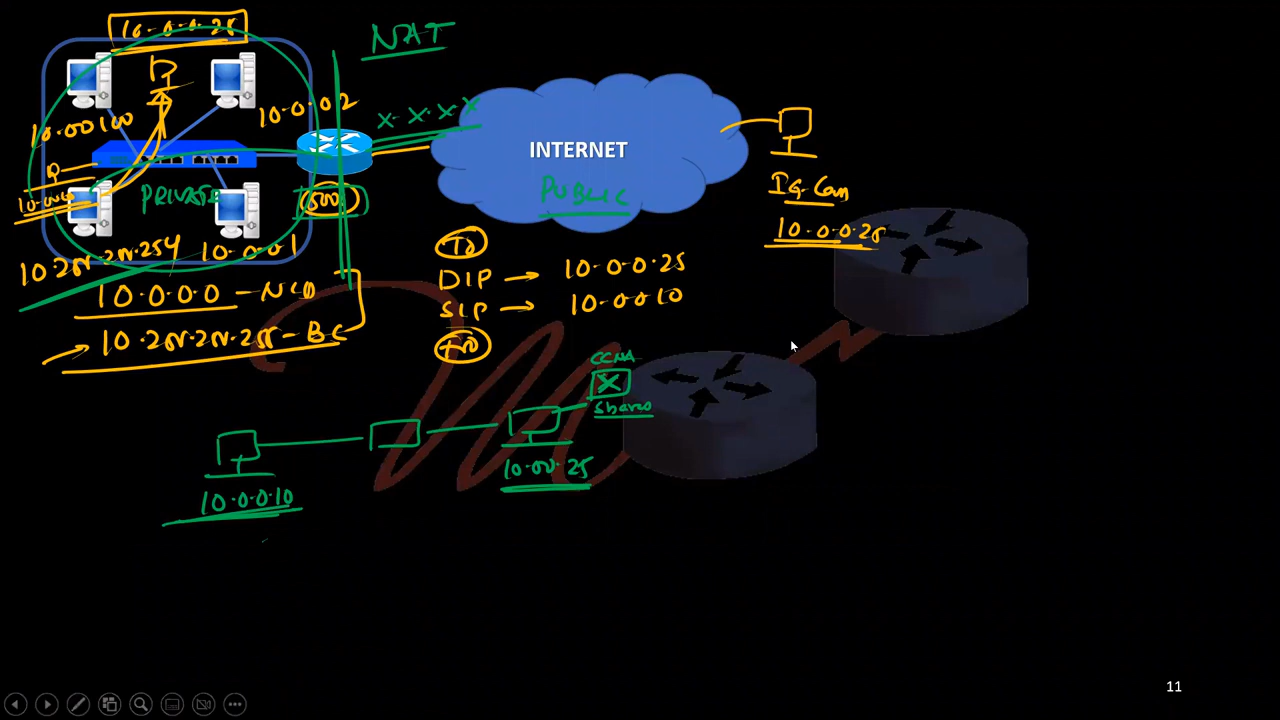 10.0.0.25
NAT
10.0.0.2
10.0.0.100
X.X.X.X
INTERNET
PRIVATE
PUBLIC
500
IG.Com
10.0.0.25
10.255.255.254
10.0.0.1
10.0.0.0 - NID
10.255.255.255 - BC
DIP → 10.0.0.25
SIP → 10.0.0.10
CCNA
X
Shares
10.0.0.25
10.0.0.10
11